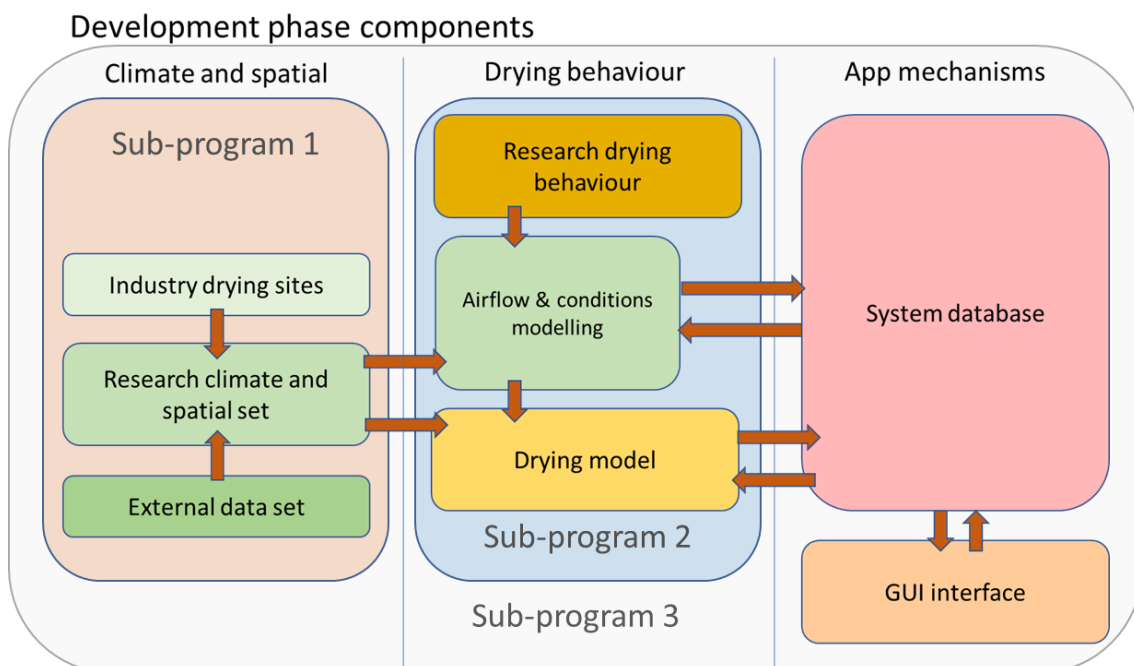 Development phase components
Climate and spatial
Sub-program 1
Industry drying sites
Research climate and
spatial set
External data set
Drying behaviour
Research drying
behaviour
Airflow & conditions
modelling
Drying model
Sub-program 2
Sub-program 3
App mechanisms
System database
GUI interface